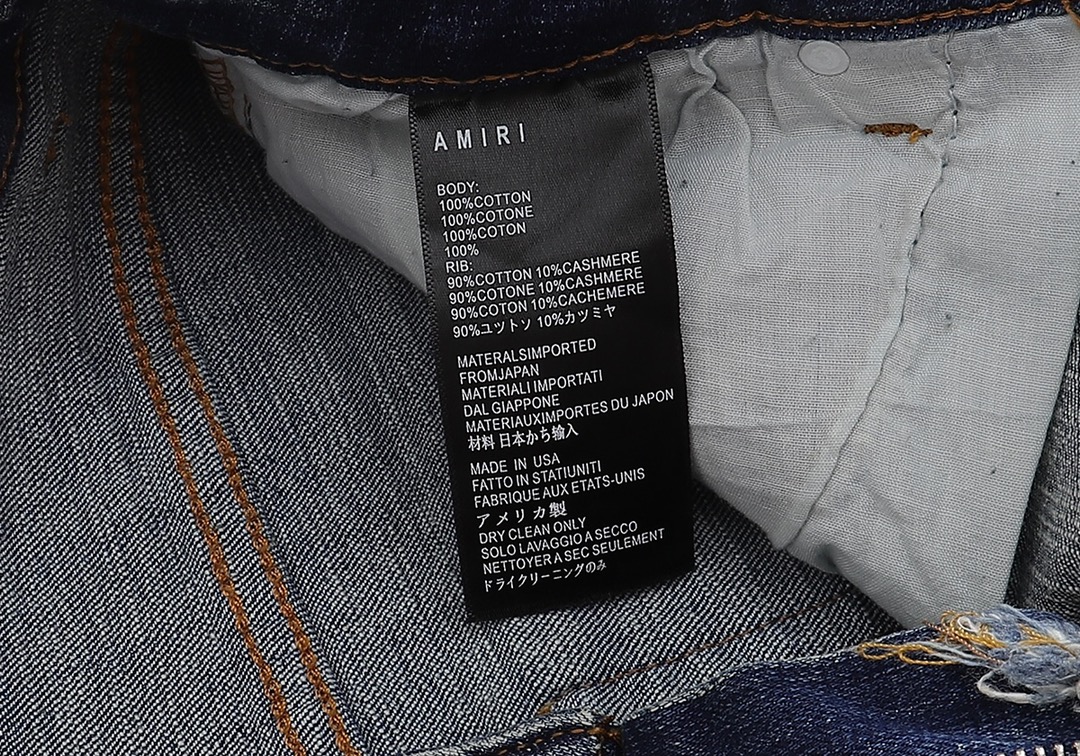 AMIRI
BODY:
100%COTTON
100%COTONE
100%COTON
100%
RIB:
90%COTTON 10%CASHMERE
90%COTONE 10%CASHMERE
90%COTON 10%CACHEMERE
90%ユツトソ 10%カツミヤ
MATERALSIMPORTED
FROMJAPAN
MATERIALI IMPORTATI
DAL GIAPPONE
MATERIAUXIMPORTES DU JAPON
材料 日本から输入
MADE IN USA
FATTO IN STATIUNITI
FABRIQUE AUX ETATS-UNIS
アメリカ製
DRY CLEAN ONLY
SOLO LAVAGGIO A SECCO
NETTOYER A SEC SEULEMENT
ドライクリーニングのみ